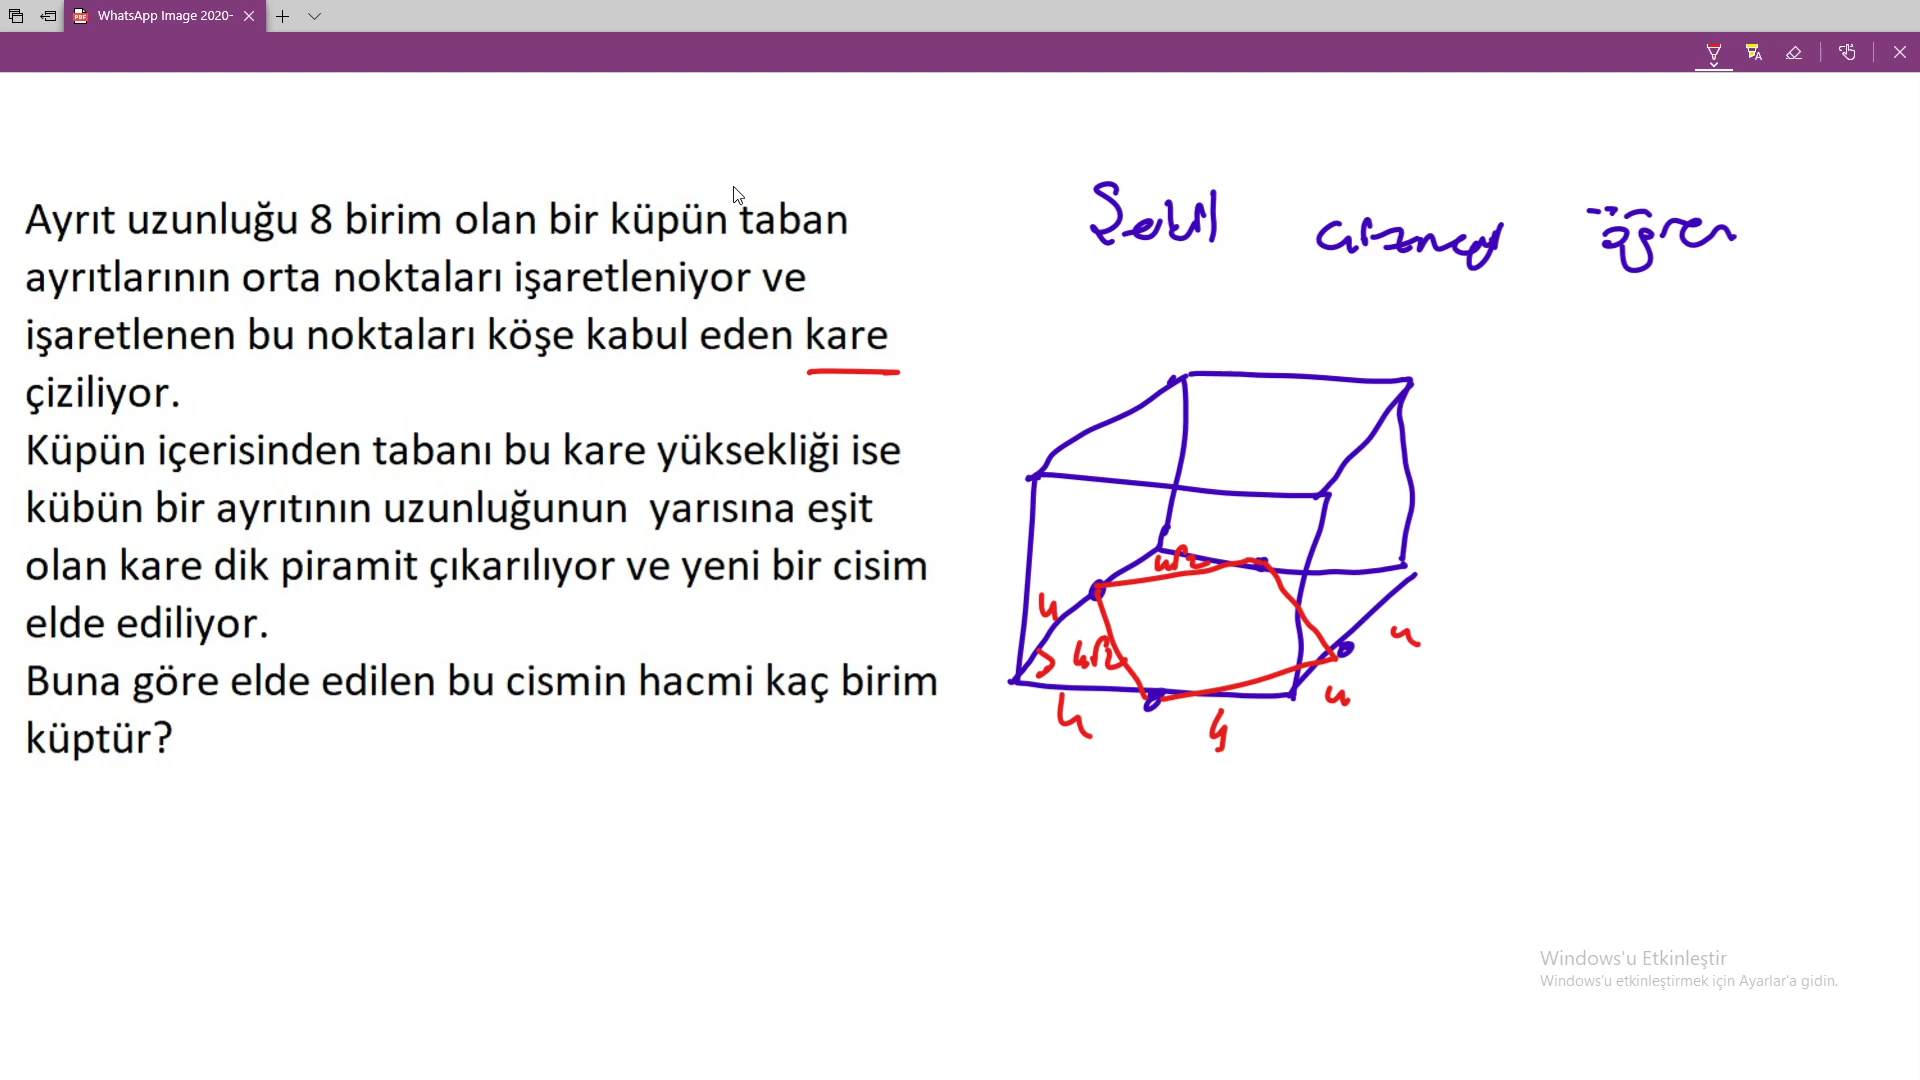 WhatsApp Image 2020-
Şekil çizmeyi öğren
Ayrıt uzunluğu 8 birim olan bir küpün taban
ayrıtlarının orta noktaları işaretleniyor ve
işaretlenen bu noktaları köşe kabul eden kare
çiziliyor.
Küpün içerisinden tabanı bu kare yüksekliği ise
kübün bir ayrıtının uzunluğunun yarısına eşit
olan kare dik piramit çıkarılıyor ve yeni bir cisim
elde ediliyor.
Buna göre elde edilen bu cismin hacmi kaç birim
küptür?
4√2
4
4√2
4
4
4
4
Windows'u Etkinleştir
Windows'u etkinleştirmek için Ayarlar'a gidin.